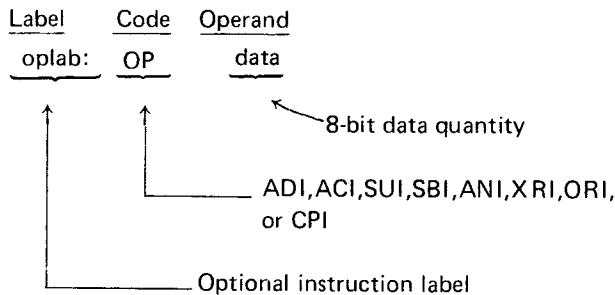 Label Code Operand
oplab: OP data
8-bit data quantity
ADI,ACI,SUI,SBI,ANI,XRI,ORI,
or CPI
Optional instruction label